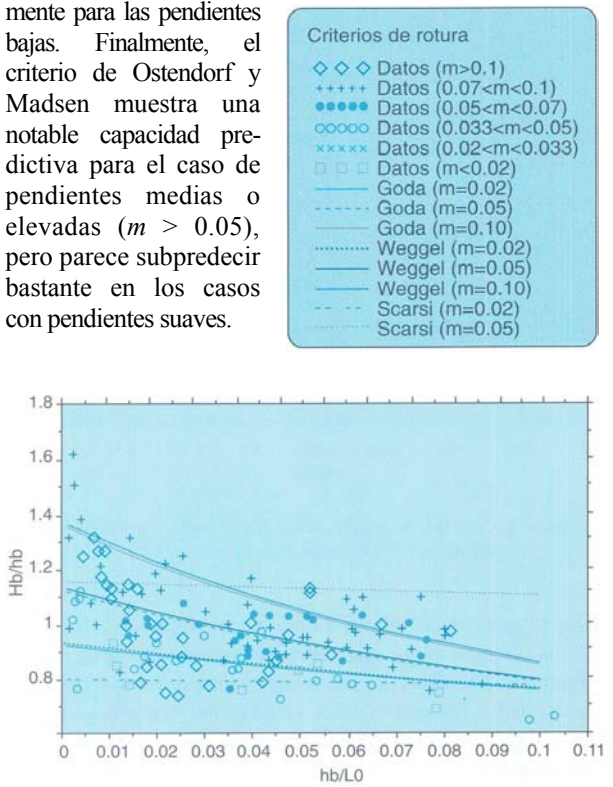 mente para las pendientes
bajas. Finalmente, el
criterio de Ostendorf y
Madsen muestra una
notable capacidad pre-
dictiva para el caso de
pendientes medias o
elevadas (m > 0.05),
pero parece subpredecir
bastante en los casos
con pendientes suaves.
Criterios de rotura
Datos (m>0.1)
Datos (0.07<m<0.1)
Datos (0.05<m<0.07)
Datos (0.033<m<0.05)
Datos (0.02<m<0.033)
Datos (m<0.02)
Goda (m=0.02)
Goda (m=0.05)
Goda (m=0.10)
Weggel (m=0.02)
Weggel (m=0.05)
Weggel (m=0.10)
Scarsi (m=0.02)
Scarsi (m=0.05)
1.8
1.6
1.4
1.2
1
0.8
Hb/hb
0 0.01 0.02 0.03 0.04 0.05 0.06 0.07 0.08 0.09 0.1 0.11
hb/L0